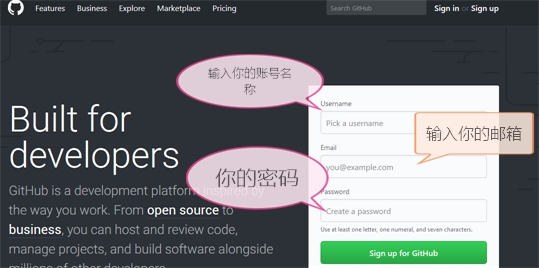 Features Business Explore Marketplace Pricing Search GitHub Sign in or Sign up
输入你的账号名
称
Username
Pick a username
输入你的邮箱
Built for
developers
Email
you@example.com
你的密码
Password
Create a password
GitHub is a development platform inspired by
the way you work. From open source to
business, you can host and review code,
manage projects, and build software alongside
millions of other developers.
Use at least one letter, one numeral, and seven characters.
Sign up for GitHub